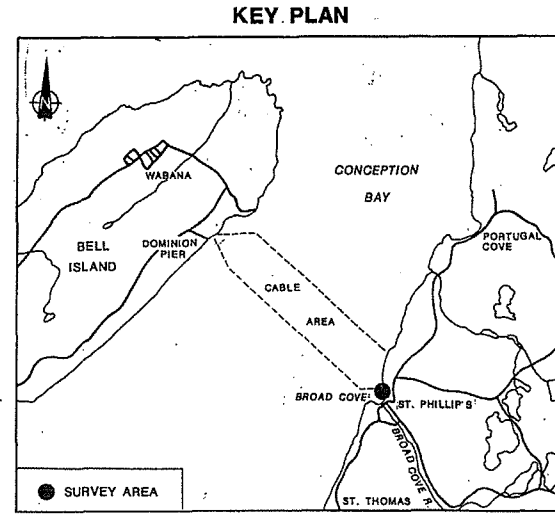 KEY PLAN
CONCEPTION
BAY
WABANA
BELL
ISLAND
DOMINION
PIER
PORTUGAL
COVE
CABLE
AREA
BROAD COVE
ST. PHILLIP'S
BROAD COVE R.
ST. THOMAS
SURVEY AREA